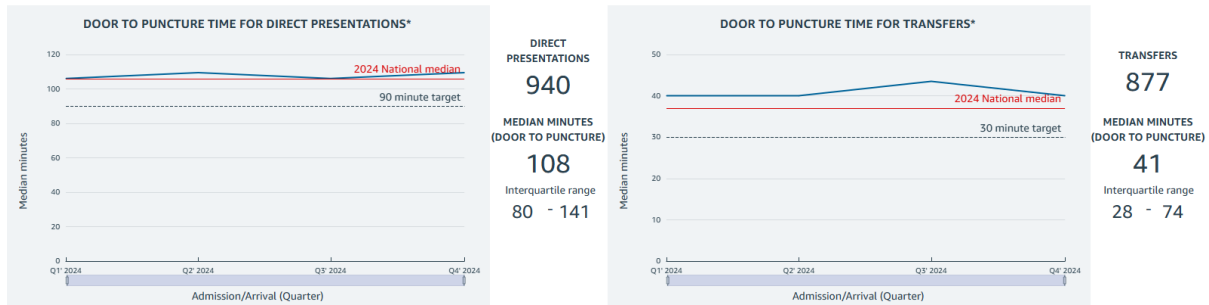 DOOR TO PUNCTURE TIME FOR DIRECT PRESENTATIONS*
Median minutes
120
100
80
60
40
20
0
2024 National median
90 minute target
Q1' 2024
Q2' 2024
Q3' 2024
Q4' 2024
Admission/Arrival (Quarter)
DIRECT
PRESENTATIONS
940
MEDIAN MINUTES
(DOOR TO PUNCTURE)
108
Interquartile range
80 - 141
DOOR TO PUNCTURE TIME FOR TRANSFERS*
Median minutes
50
40
30
20
10
0
2024 National median
30 minute target
Q1' 2024
Q2' 2024
Q3' 2024
Q4' 2024
Admission/Arrival (Quarter)
TRANSFERS
877
MEDIAN MINUTES
(DOOR TO PUNCTURE)
41
Interquartile range
28 - 74